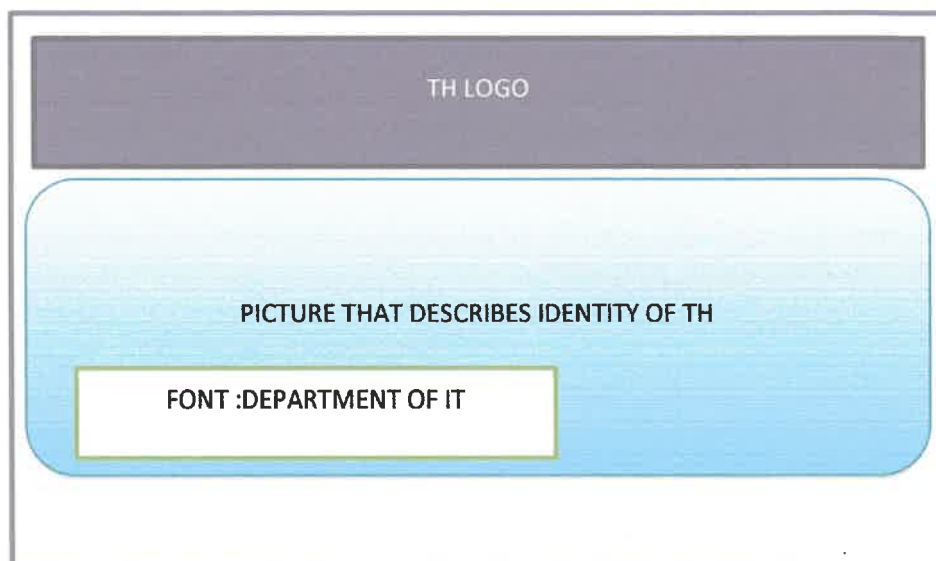 TH LOGO
PICTURE THAT DESCRIBES IDENTITY OF TH
FONT :DEPARTMENT OF IT